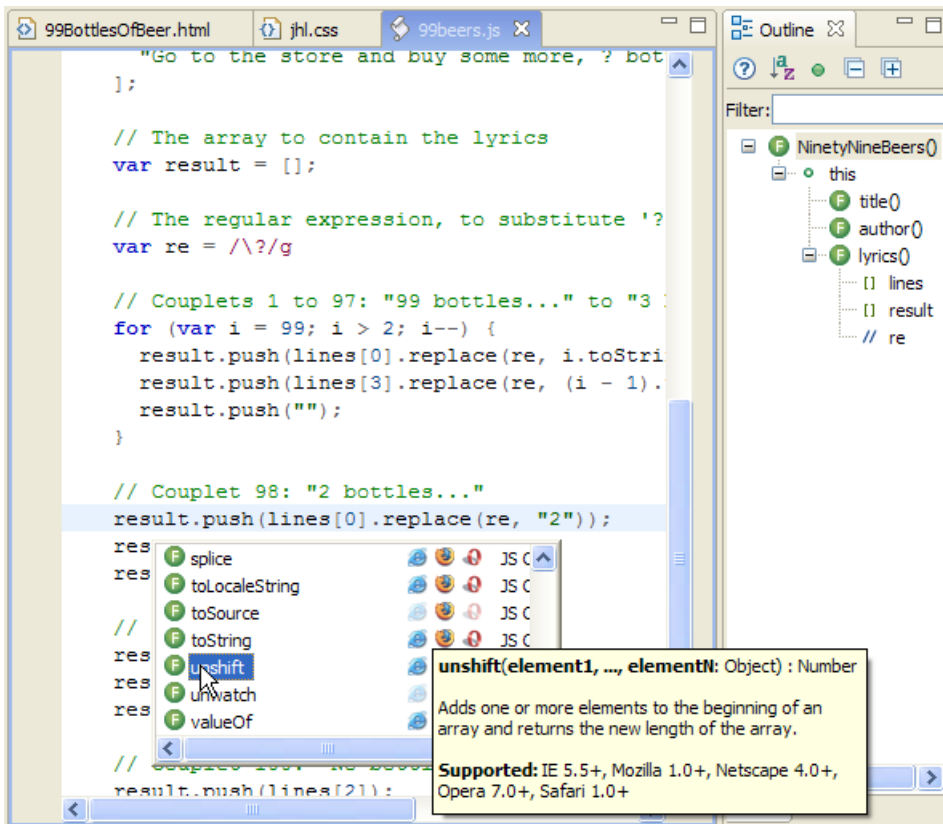 99BottlesOfBeer.html
jhl.css
99beers.js
"Go to the store and buy some more, ? bot
];
// The array to contain the lyrics
var result = [];
// The regular expression, to substitute '?
var re = /\?/g
// Couplets 1 to 97: "99 bottles..." to "3
for (var i = 99; i > 2; i--) {
result.push(lines[0].replace(re, i.toStri
result.push(lines[3].replace(re, (i - 1).
result.push("");
}
// Couplet 98: "2 bottles..."
result.push(lines[0].replace(re, "2"));
res
res
//
res
res
res
result.push(lines[2]);
splice JS C
toLocaleString JS C
toSource JS C
toString JS C
unshift
unwatch
valueOf
unshift(element1, ..., elementN: Object) : Number
Adds one or more elements to the beginning of an
array and returns the new length of the array.
Supported: IE 5.5+, Mozilla 1.0+, Netscape 4.0+,
Opera 7.0+, Safari 1.0+
Outline
Filter:
NinetyNineBeers()
this
title()
author()
lyrics()
[] lines
[] result
// re